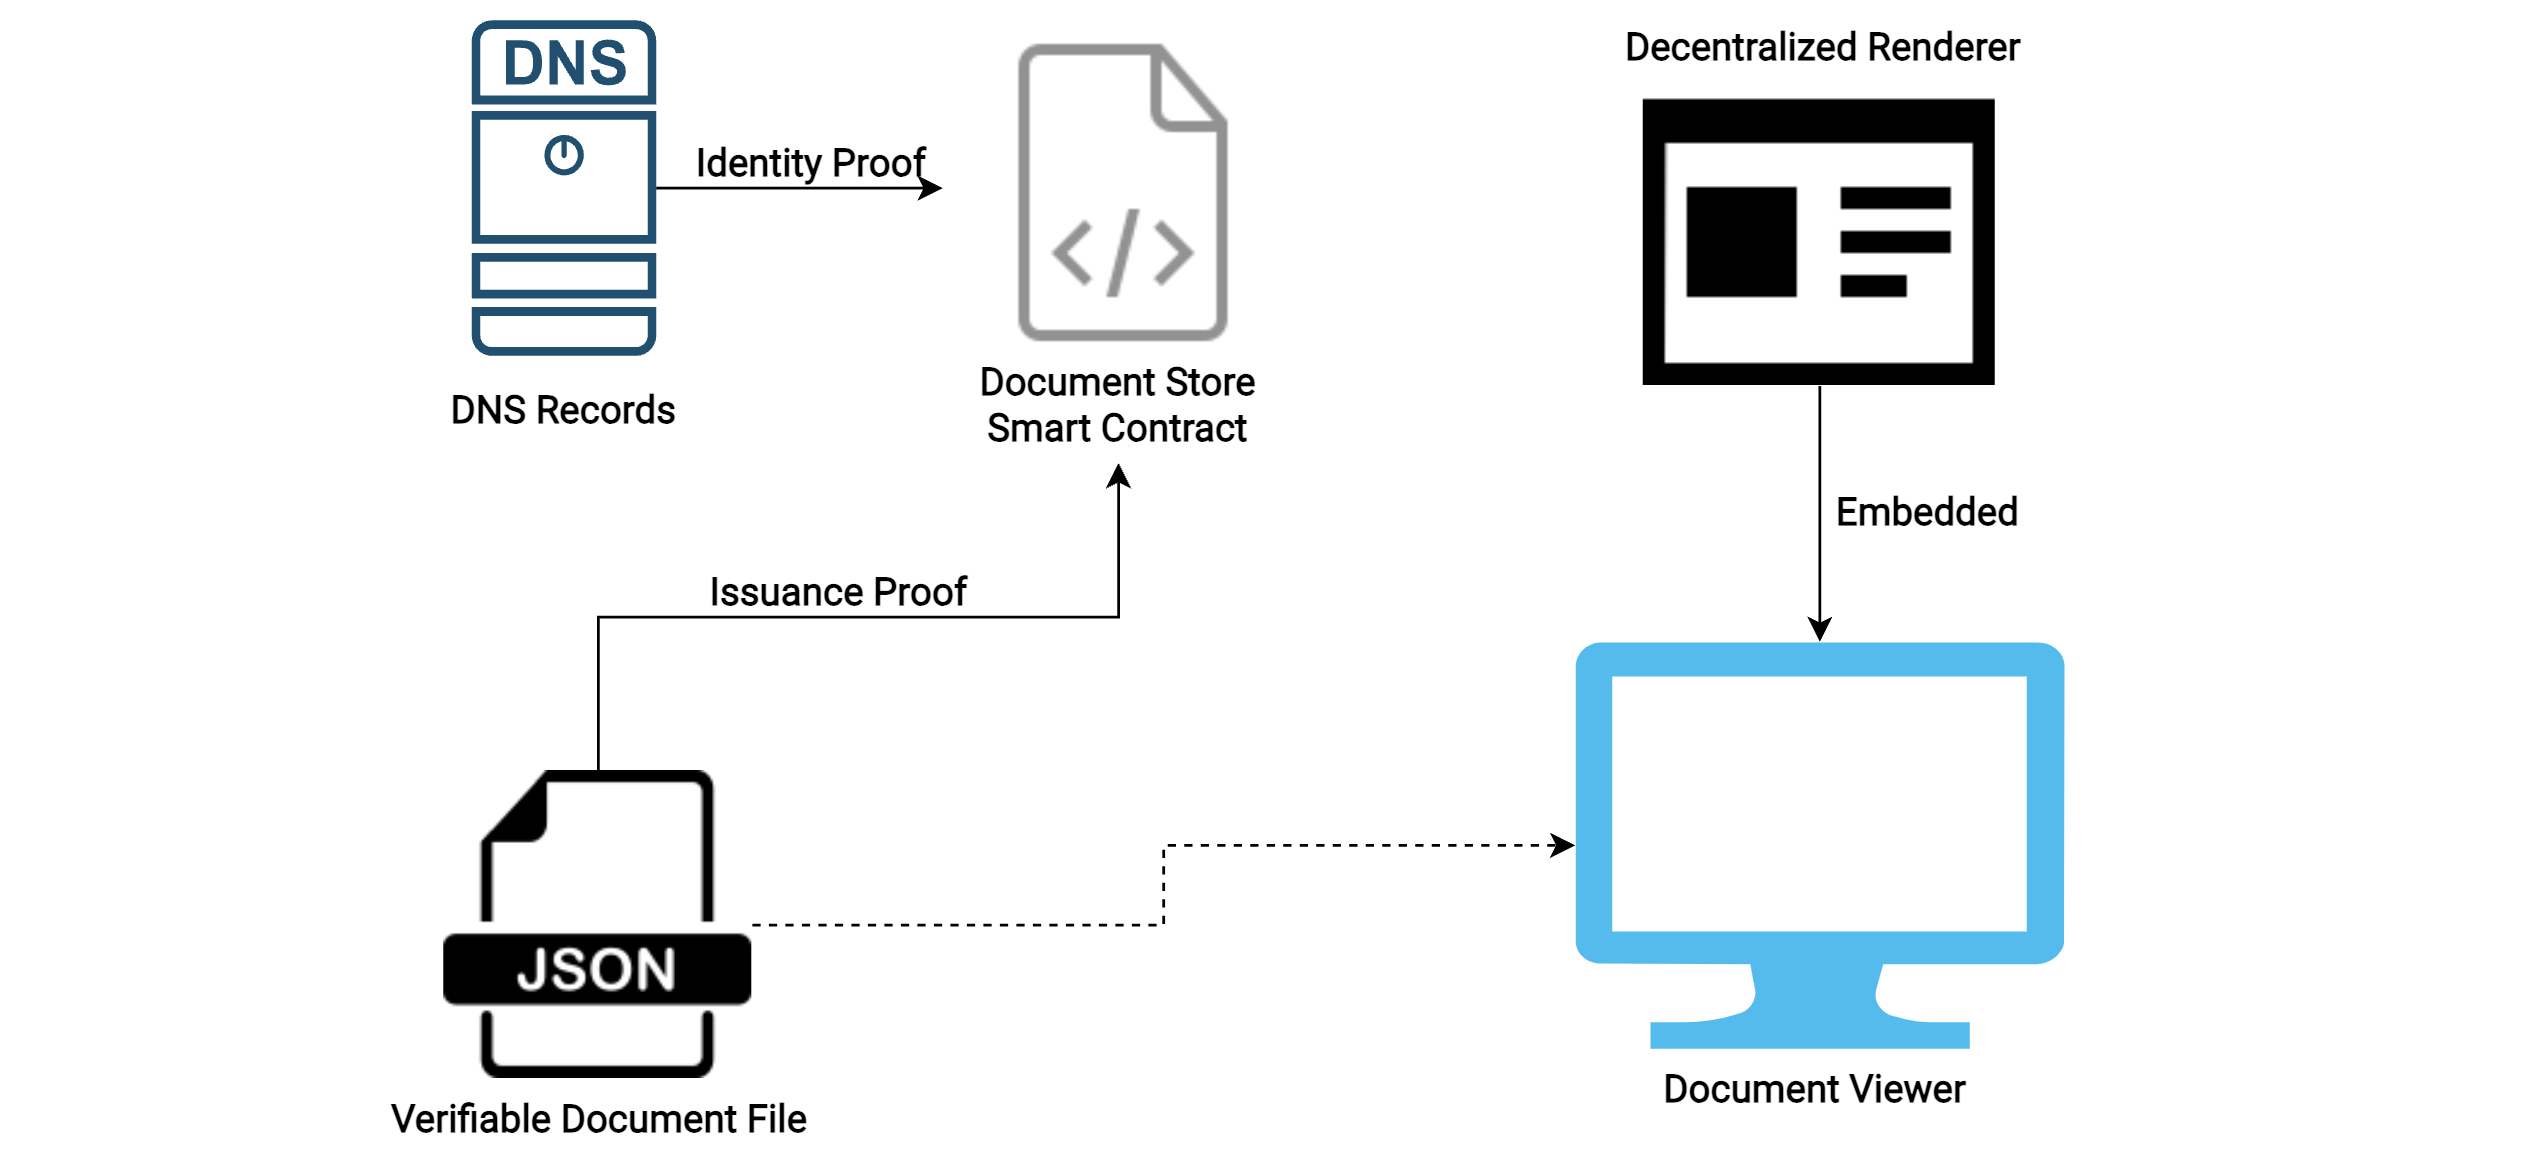 DNS
Identity Proof
DNS Records
</>
Document Store
Smart Contract
Decentralized Renderer
Embedded
Issuance Proof
JSON
Verifiable Document File
Document Viewer